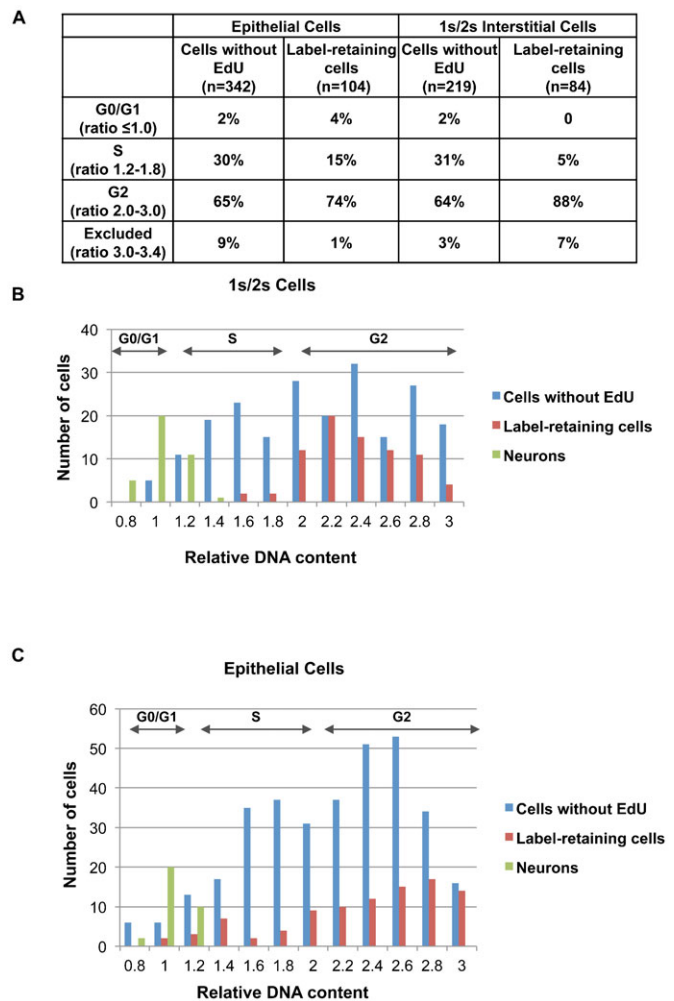 A
Epithelial Cells 1s/2s Interstitial Cells
Cells without EdU (n=342) Label-retaining cells (n=104) Cells without EdU (n=219) Label-retaining cells (n=84)
G0/G1 (ratio ≤1.0) 2% 4% 2% 0
S (ratio 1.2-1.8) 30% 15% 31% 5%
G2 (ratio 2.0-3.0) 65% 74% 64% 88%
Excluded (ratio 3.0-3.4) 9% 1% 3% 7%
1s/2s Cells
B
40
G0/G1 S G2
30
20
10
0
Number of cells
0.8 1 1.2 1.4 1.6 1.8 2 2.2 2.4 2.6 2.8 3
Relative DNA content
Cells without EdU
Label-retaining cells
Neurons
C
Epithelial Cells
60
G0/G1 S G2
50
40
30
20
10
0
Number of cells
0.8 1 1.2 1.4 1.6 1.8 2 2.2 2.4 2.6 2.8 3
Relative DNA content
Cells without EdU
Label-retaining cells
Neurons